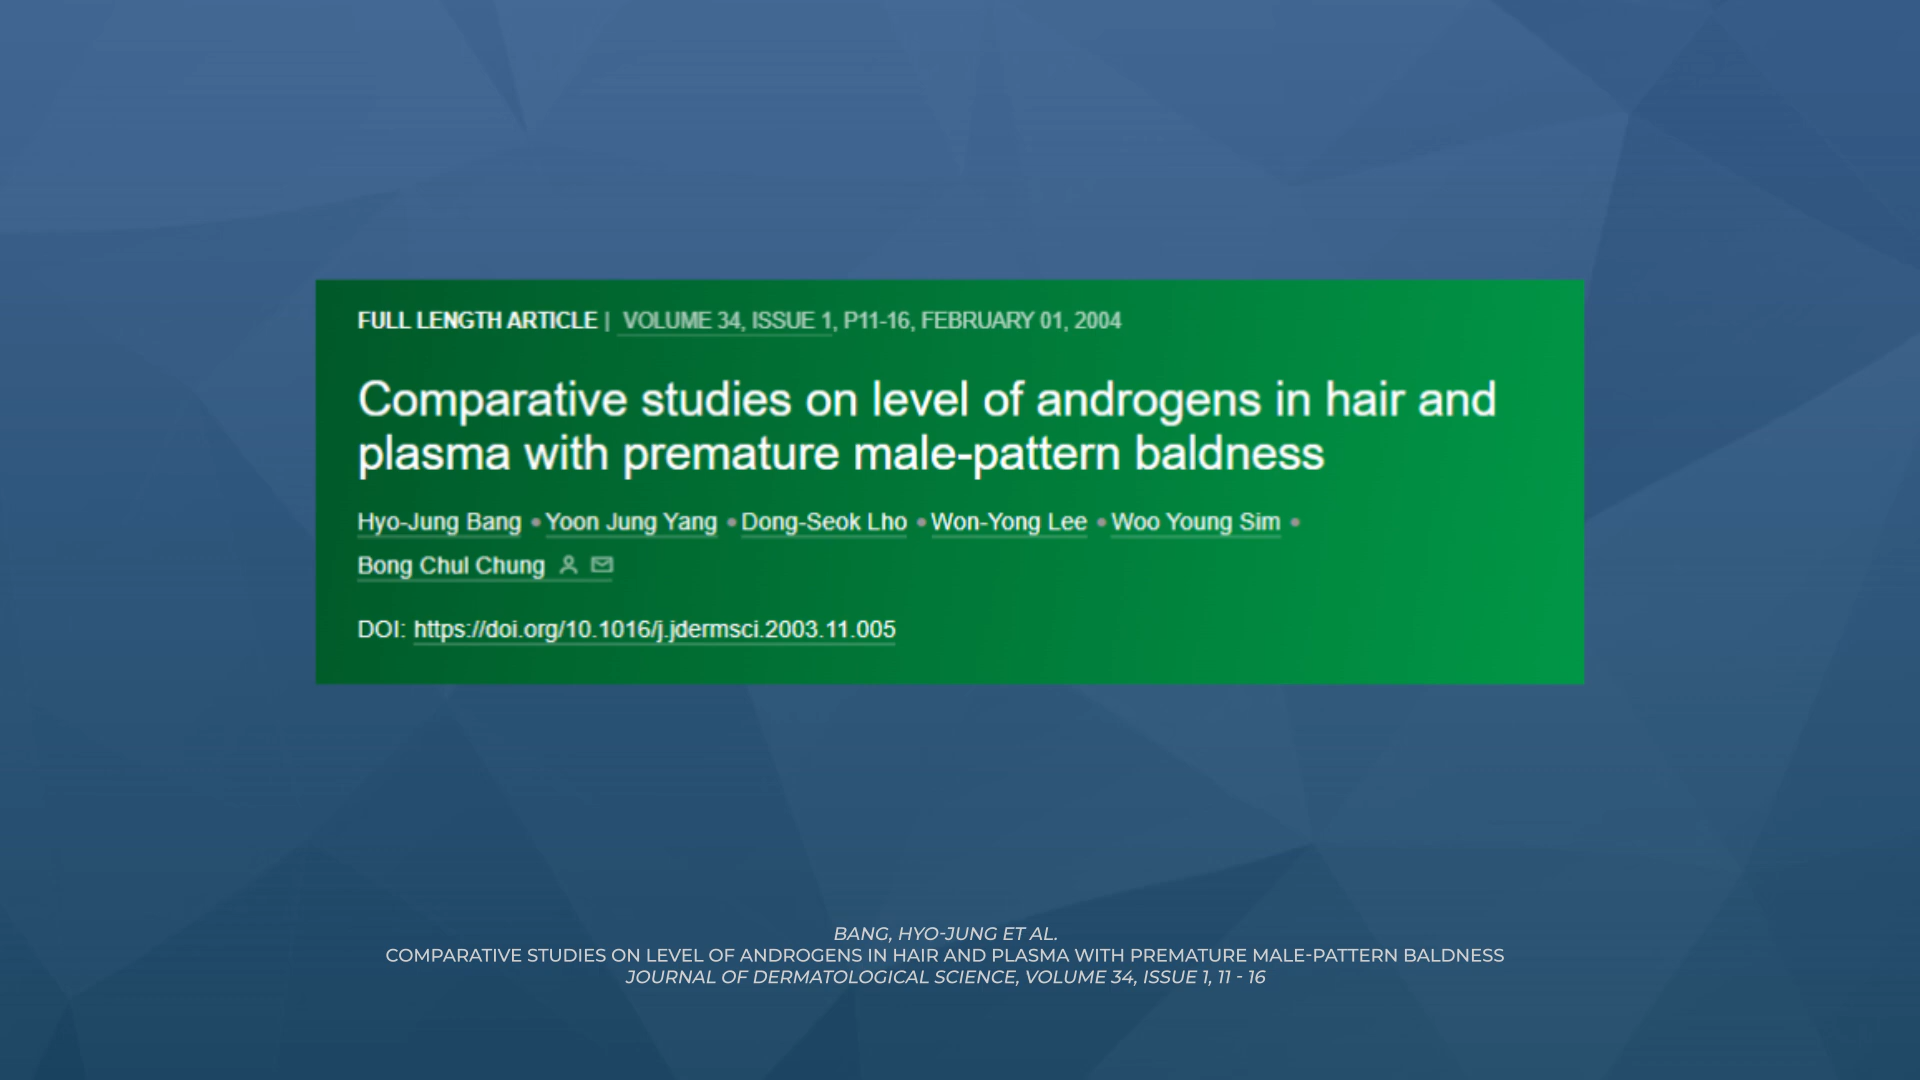 FULL LENGTH ARTICLE | VOLUME 34, ISSUE 1, P11-16, FEBRUARY 01, 2004
Comparative studies on level of androgens in hair and
plasma with premature male-pattern baldness
Hyo-Jung Bang • Yoon Jung Yang • Dong-Seok Lho • Won-Yong Lee • Woo Young Sim •
Bong Chul Chung
DOI: https://doi.org/10.1016/j.jdermsci.2003.11.005
BANG, HYO-JUNG ET AL.
COMPARATIVE STUDIES ON LEVEL OF ANDROGENS IN HAIR AND PLASMA WITH PREMATURE MALE-PATTERN BALDNESS
JOURNAL OF DERMATOLOGICAL SCIENCE, VOLUME 34, ISSUE 1, 11 - 16